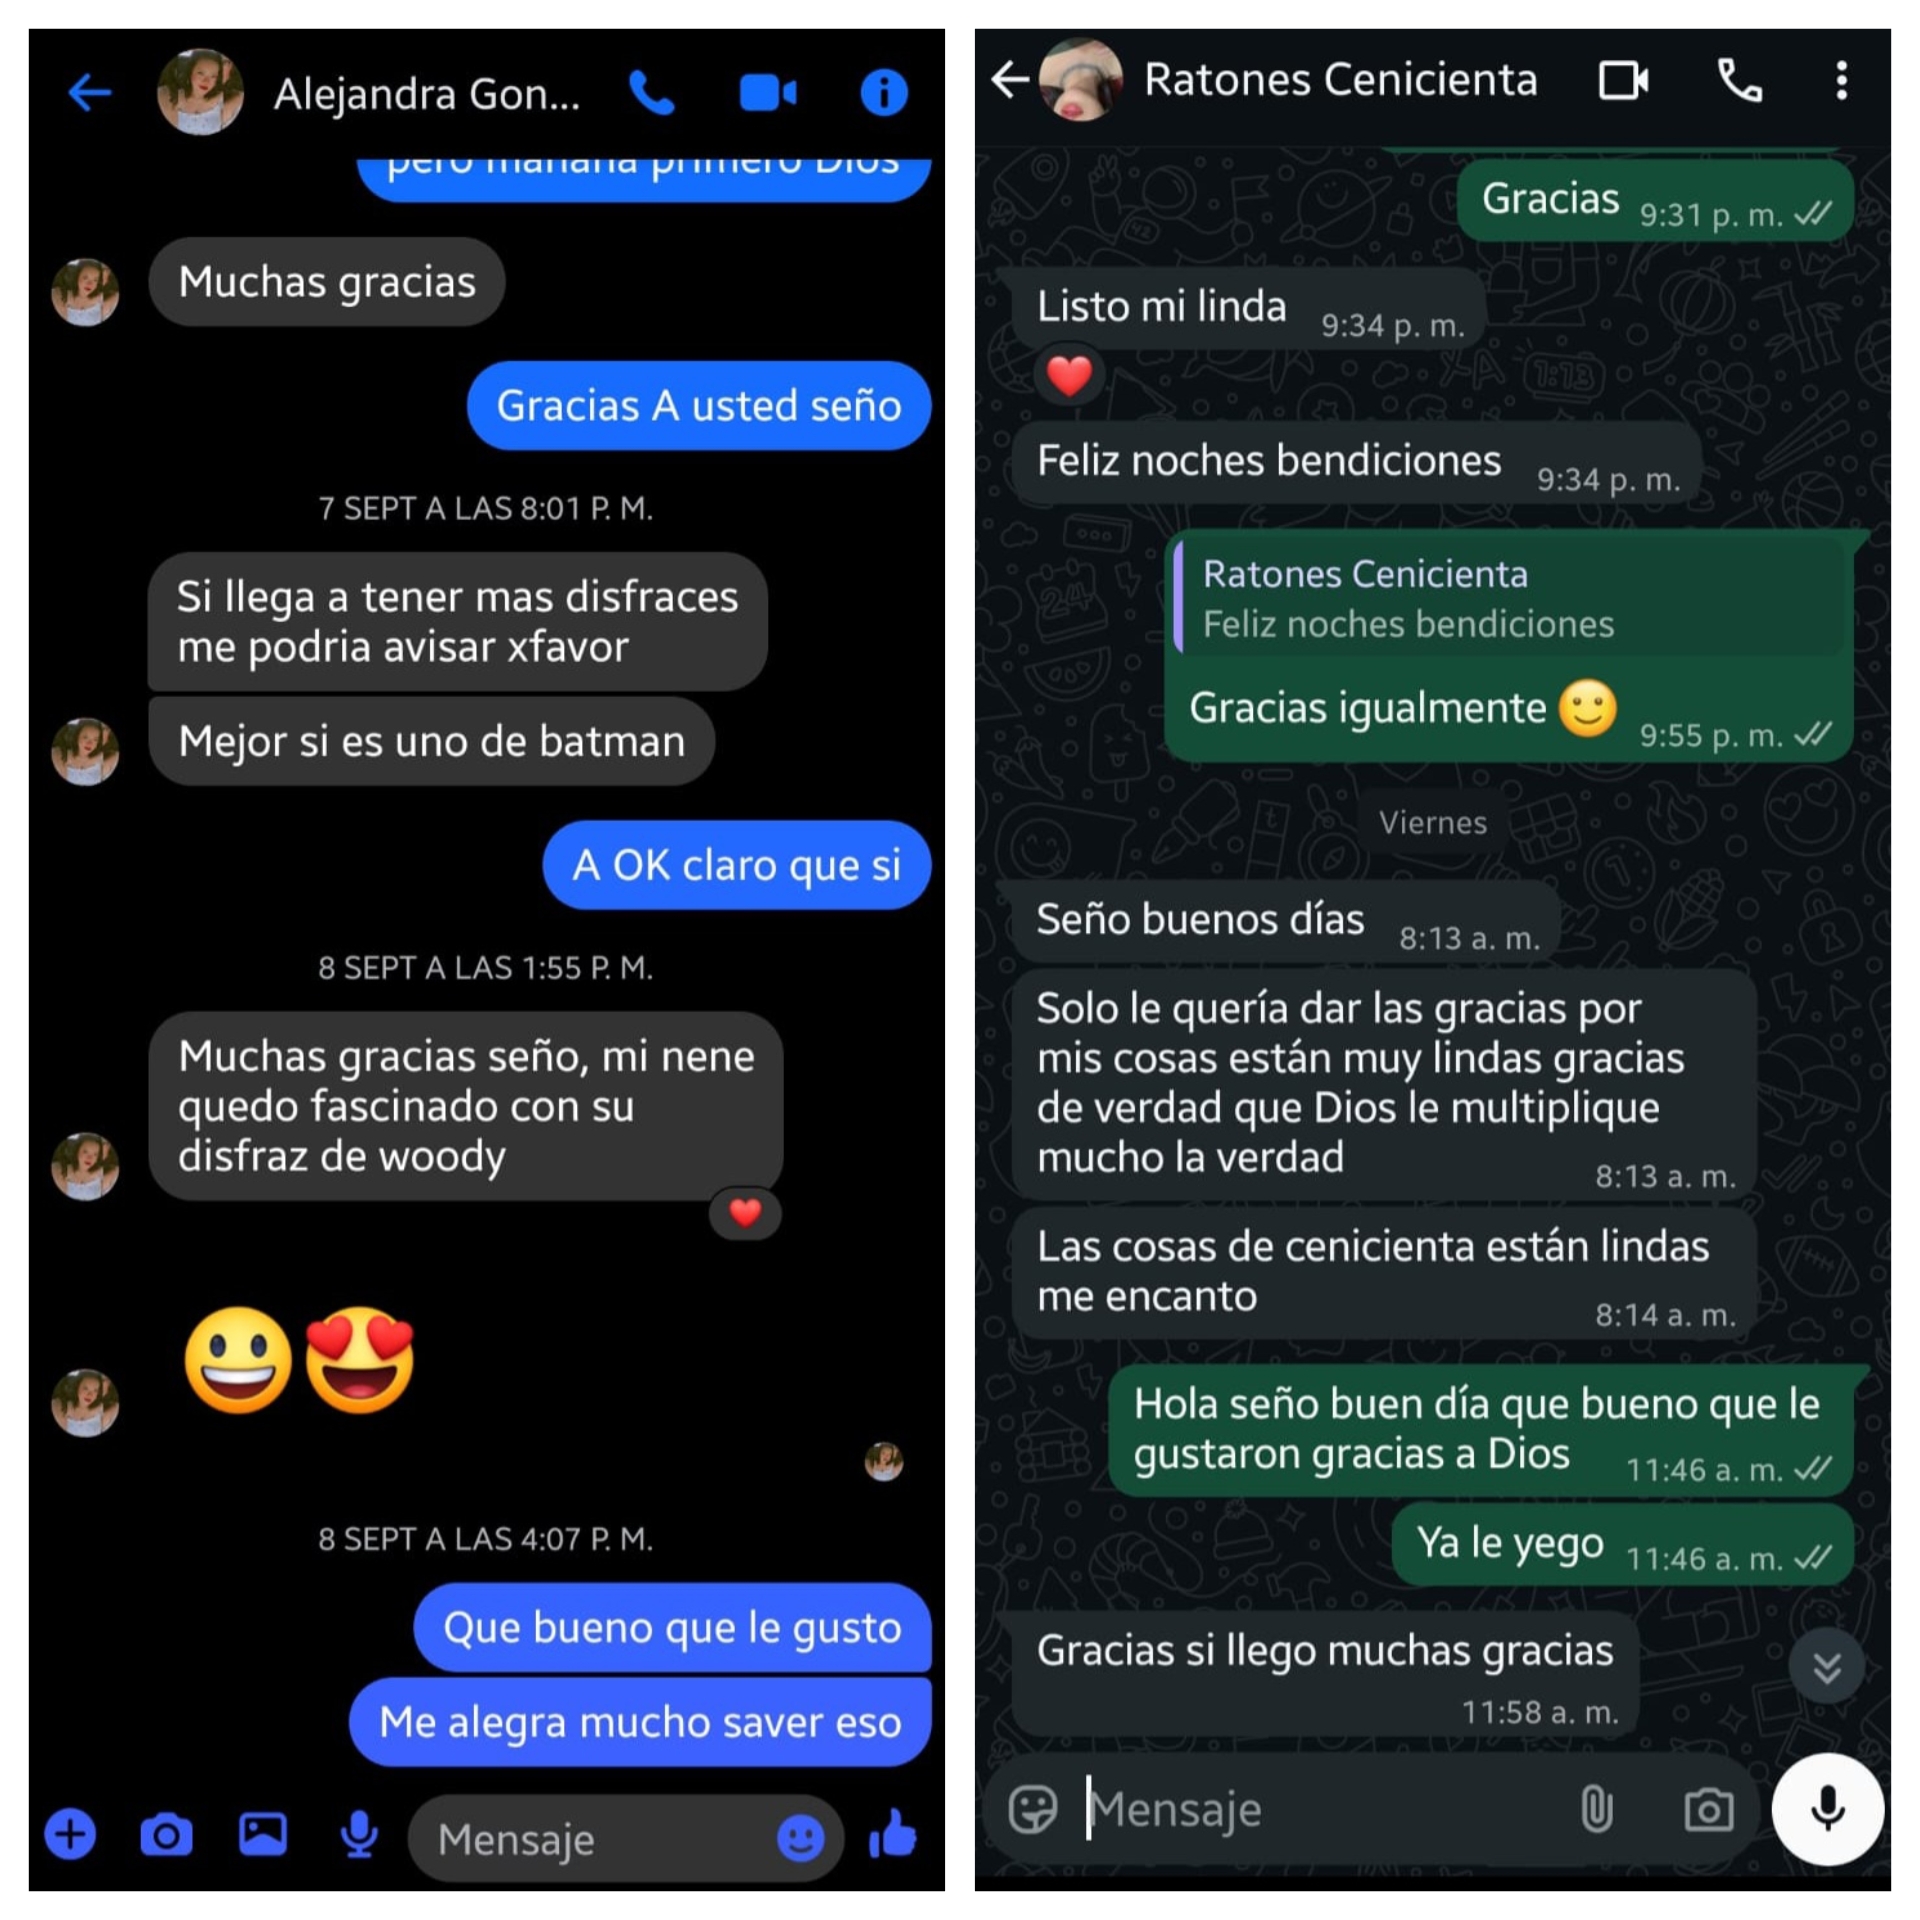 Alejandra Gon...
pero mañana primero Dios
Muchas gracias
Gracias A usted seño
7 SEPT A LAS 8:01 P. M.
Si llega a tener mas disfraces
me podria avisar xfavor
Mejor si es uno de batman
A OK claro que si
8 SEPT A LAS 1:55 P. M.
Muchas gracias seño, mi nene
quedo fascinado con su
disfraz de woody
8 SEPT A LAS 4:07 P. M.
Que bueno que le gusto
Me alegra mucho saver eso
Mensaje
Ratones Cenicienta
Gracias 9:31 p. m.
Listo mi linda 9:34 p. m.
Feliz noches bendiciones 9:34 p. m.
Ratones Cenicienta
Feliz noches bendiciones
Gracias igualmente 9:55 p. m.
Viernes
Seño buenos días 8:13 a. m.
Solo le quería dar las gracias por
mis cosas están muy lindas gracias
de verdad que Dios le multiplique
mucho la verdad 8:13 a. m.
Las cosas de cenicienta están lindas
me encanto 8:14 a. m.
Hola seño buen día que bueno que le
gustaron gracias a Dios 11:46 a. m.
Ya le yego 11:46 a. m.
Gracias si llego muchas gracias
11:58 a. m.
Mensaje